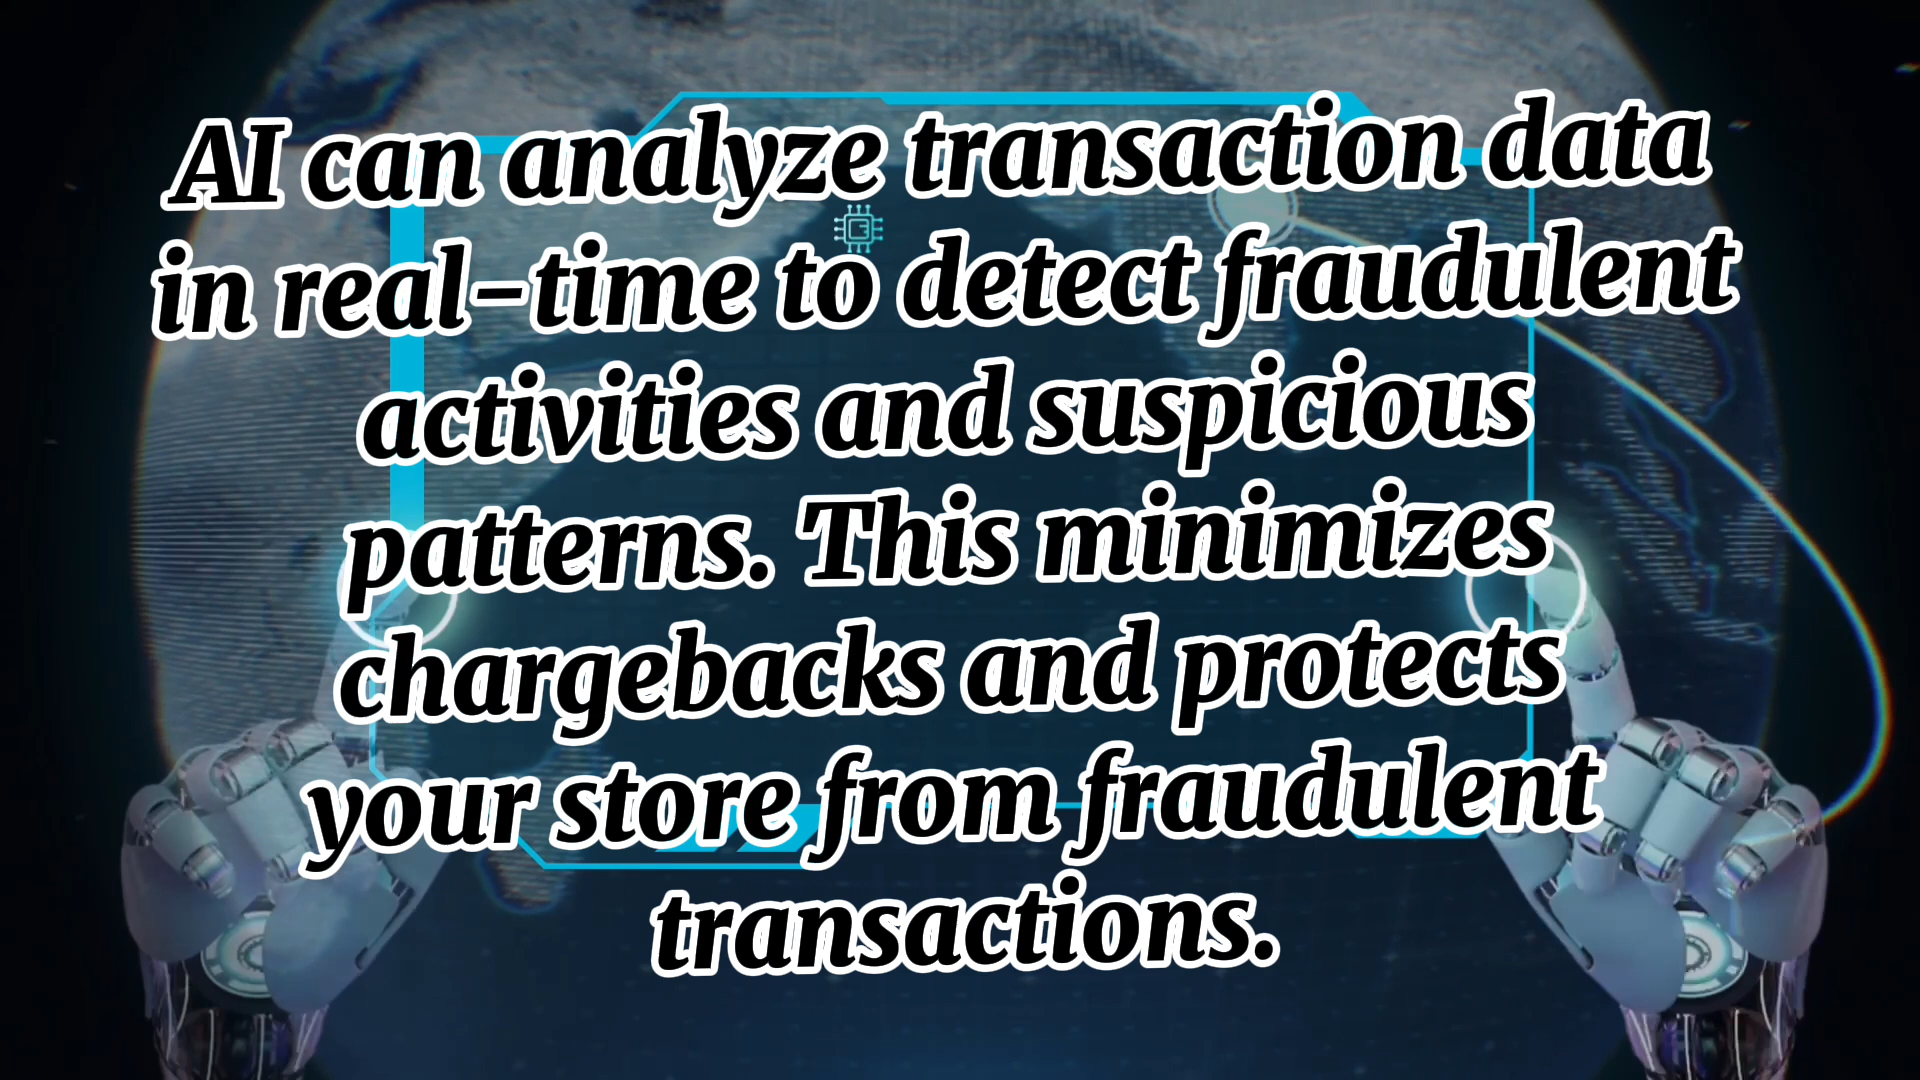 AI can analyze transaction data
in real-time to detect fraudulent
activities and suspicious
patterns. This minimizes
chargebacks and protects
your store from fraudulent
transactions.